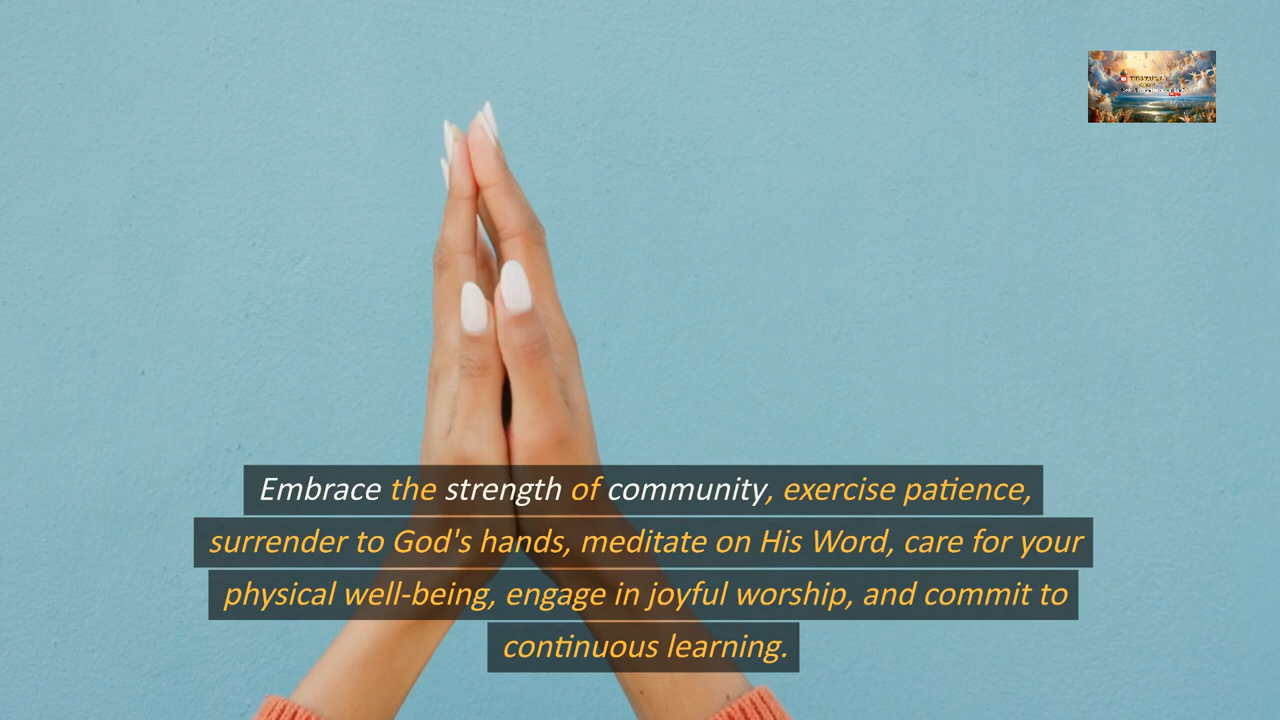 Embrace the strength of community, exercise patience,
surrender to God's hands, meditate on His Word, care for your
physical well-being, engage in joyful worship, and commit to
continuous learning.